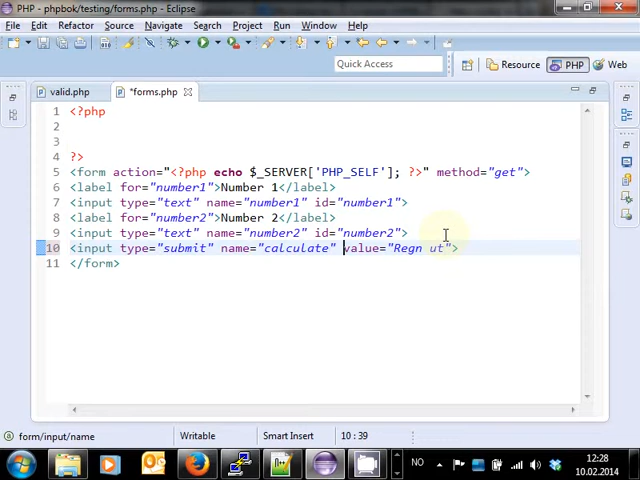 PHP - phpbok/testing/forms.php - Eclipse
File Edit Refactor Source Navigate Search Project Run Window Help
Quick Access Resource PHP Web
valid.php *forms.php
1 <?php
2
3
4 ?>
5 <form action="<?php echo $_SERVER['PHP_SELF']; ?>" method="get">
6 <label for="number1">Number 1</label>
7 <input type="text" name="number1" id="number1">
8 <label for="number2">Number 2</label>
9 <input type="text" name="number2" id="number2">
10 <input type="submit" name="calculate" value="Regn ut">
11 </form>
form/input/name Writable Smart Insert 10 : 39
NO 12:28
10.02.2014